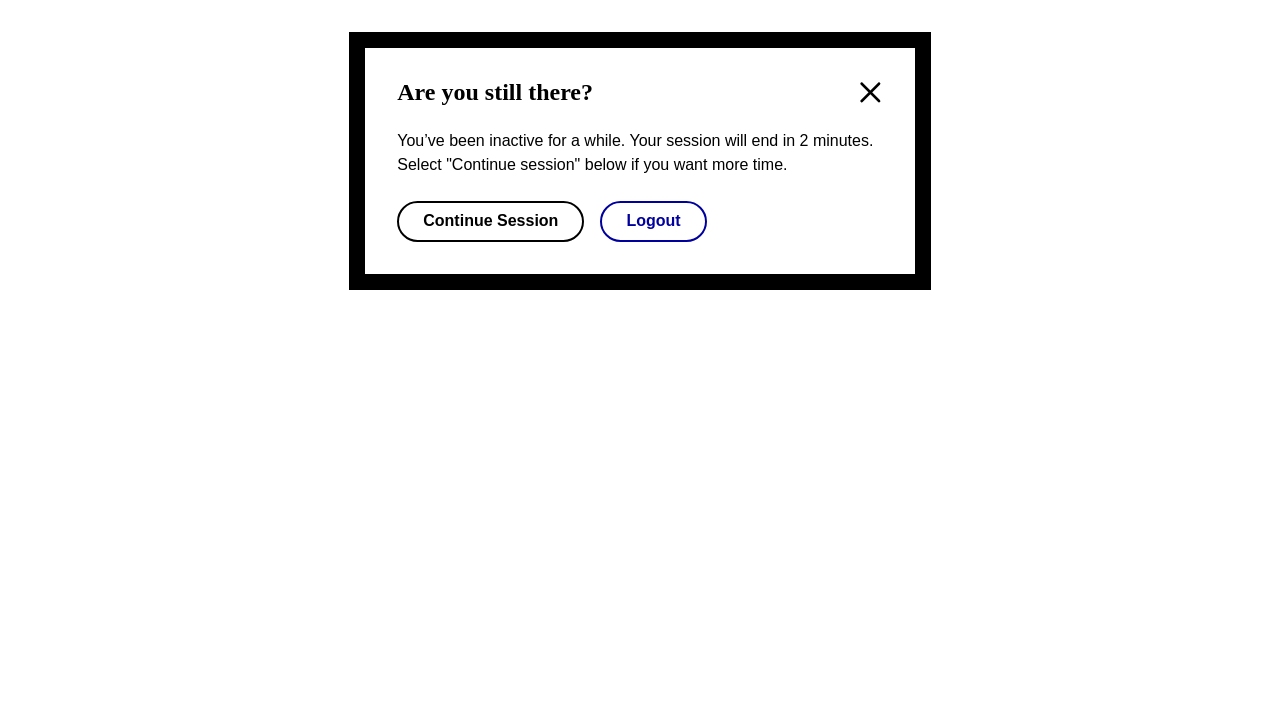 Are you still there?
You’ve been inactive for a while. Your session will end in 2 minutes.
Select "Continue session" below if you want more time.
Continue Session
Logout